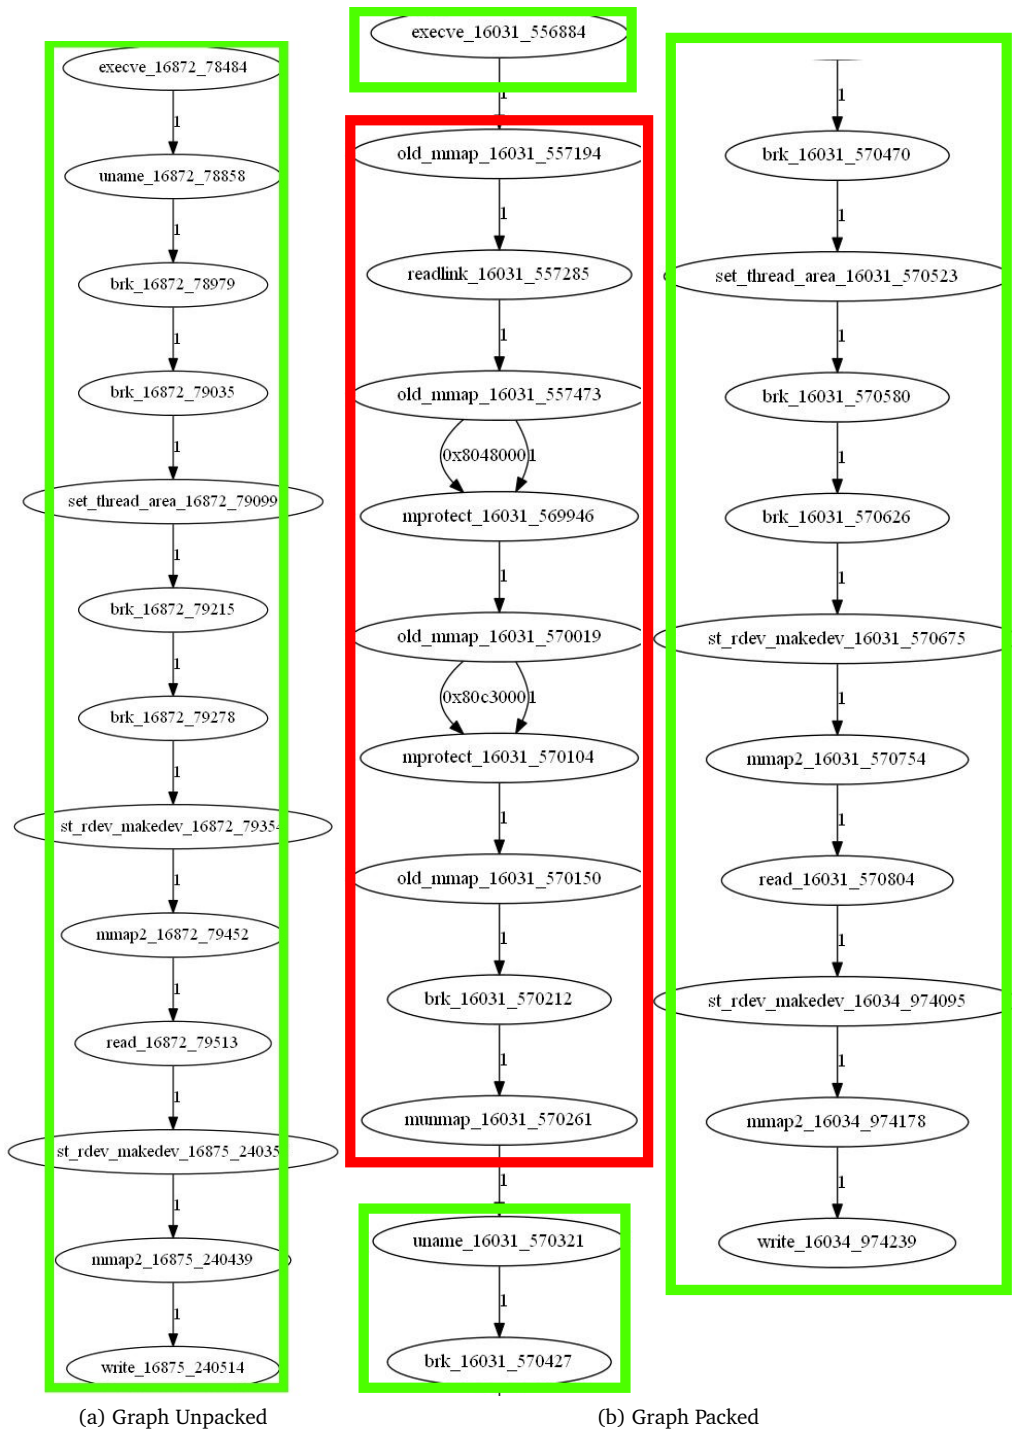 execve_16872_78484
1
uname_16872_78858
1
brk_16872_78979
1
brk_16872_79035
1
set_thread_area_16872_79099
1
brk_16872_79215
1
brk_16872_79278
1
st_rdev_makedev_16872_79354
1
mmap2_16872_79452
1
read_16872_79513
1
st_rdev_makedev_16875_24035
1
mmap2_16875_240439
1
write_16875_240514
(a) Graph Unpacked
execve_16031_556884
1
old_mmap_16031_557194
1
readlink_16031_557285
1
old_mmap_16031_557473
0x8048000 1
mprotect_16031_569946
1
old_mmap_16031_570019
0x80c3000 1
mprotect_16031_570104
1
old_mmap_16031_570150
1
brk_16031_570212
1
munmap_16031_570261
1
uname_16031_570321
1
brk_16031_570427
1
brk_16031_570470
1
set_thread_area_16031_570523
1
brk_16031_570580
1
brk_16031_570626
1
st_rdev_makedev_16031_570675
1
mmap2_16031_570754
1
read_16031_570804
1
st_rdev_makedev_16034_974095
1
mmap2_16034_974178
1
write_16034_974239
(b) Graph Packed